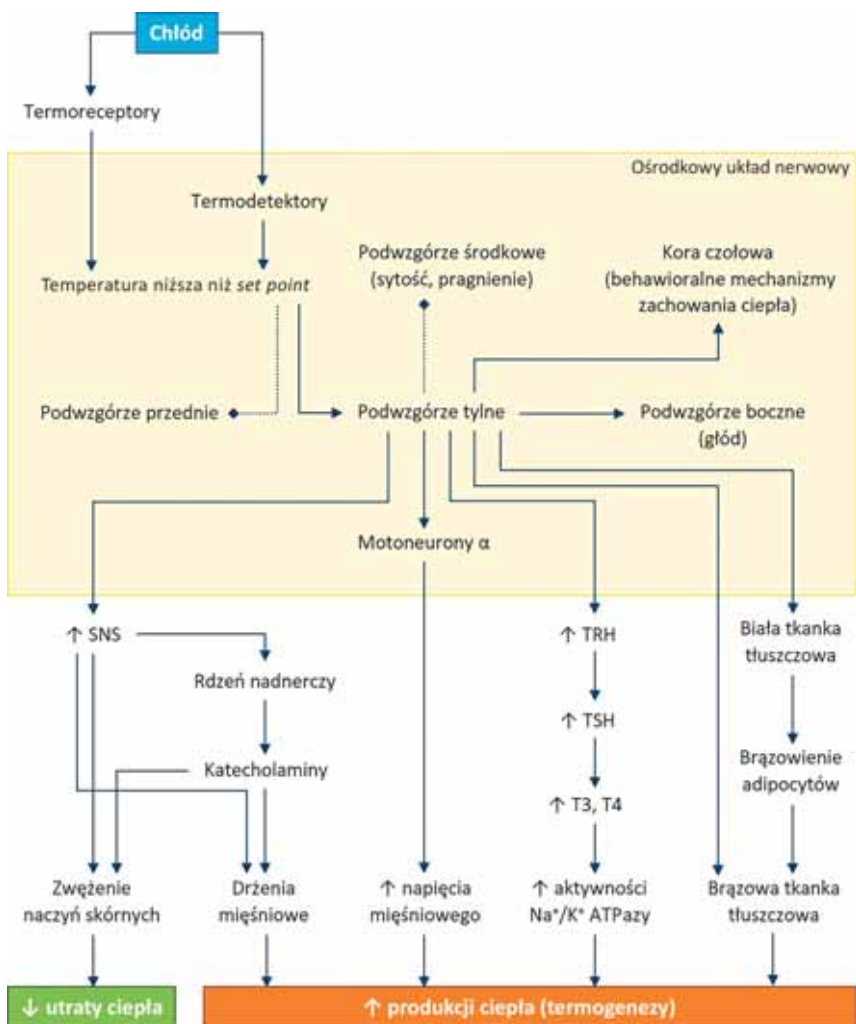 Chłód
Termoreceptory
Ośrodkowy układ nerwowy
Termodetektory
Temperatura niższa niż set point
Podwzgórze środkowe
(sytość, pragnienie)
Kora czołowa
(behawioralne mechanizmy
zachowania ciepła)
Podwzgórze przednie
Podwzgórze tylne
Podwzgórze boczne
(głód)
Motoneurony α
↑ SNS
Rdzeń nadnerczy
Katecholaminy
↑ TRH
↑ TSH
↑ T3, T4
Biała tkanka
tłuszczowa
Brązowienie
adipocytów
Zwężenie
naczyń skórnych
Drżenia
mięśniowe
↑ napięcia
mięśniowego
↑ aktywności
Na⁺/K⁺ ATPazy
Brązowa tkanka
tłuszczowa
↓ utraty ciepła
↑ produkcji ciepła (termogenezy)